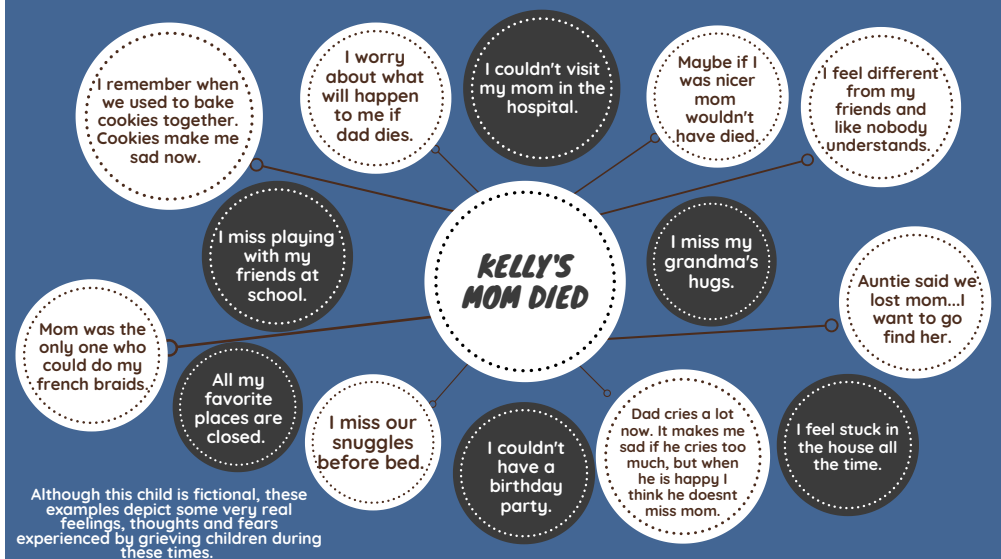 I remember when
we used to bake
cookies together.
Cookies make me
sad now.
I worry
about what
will happen
to me if
dad dies.
I couldn't visit
my mom in the
hospital.
Maybe if I
was nicer
mom
wouldn't
have died.
I feel different
from my
friends and
like nobody
understands.
I miss playing
with my
friends at
school.
KELLY'S
MOM DIED
I miss my
grandma's
hugs.
Auntie said we
lost mom...I
want to go
find her.
Mom was the
only one who
could do my
french braids.
All my
favorite
places are
closed.
I miss our
snuggles
before bed.
I couldn't
have a
birthday
party.
Dad cries a lot
now. It makes me
sad if he cries too
much, but when
he is happy I
think he doesnt
miss mom.
I feel stuck in
the house all
the time.
Although this child is fictional, these
examples depict some very real
feelings, thoughts and fears
experienced by grieving children during
these times.